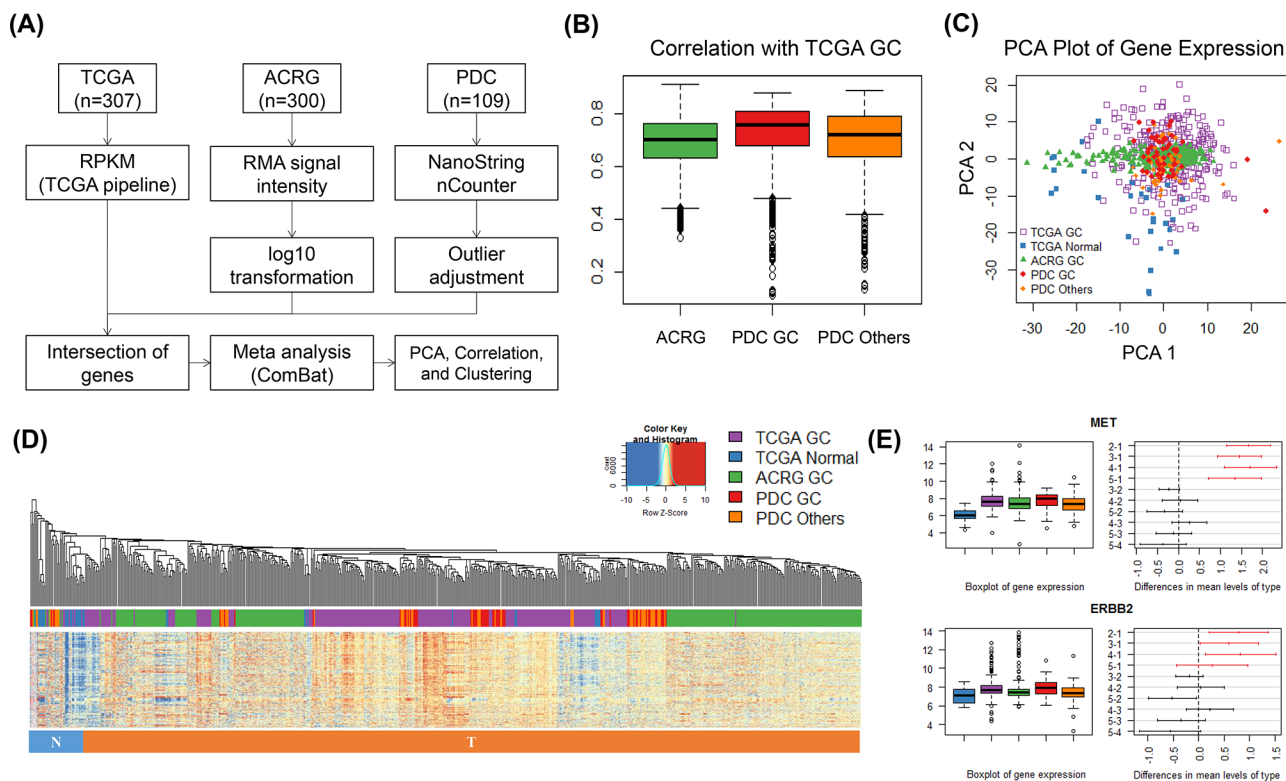 (A)
TCGA
(n=307)
ACRG
(n=300)
PDC
(n=109)
RPKM
(TCGA pipeline)
RMA signal
intensity
NanoString
nCounter
log10
transformation
Outlier
adjustment
Intersection of
genes
Meta analysis
(ComBat)
PCA, Correlation,
and Clustering
(B)
Correlation with TCGA GC
0.8
0.6
0.4
0.2
ACRG
PDC GC
PDC Others
(C)
PCA Plot of Gene Expression
PCA 2
20
10
0
-10
-20
-30
TCGA GC
TCGA Normal
ACRG GC
PDC GC
PDC Others
-30
-20
-10
0
10
20
PCA 1
(D)
Color Key
and Histogram
Count
0
6000
-10
-5
0
5
10
Row Z-Score
TCGA GC
TCGA Normal
ACRG GC
PDC GC
PDC Others
N
T
(E)
MET
14
12
10
8
6
4
Boxplot of gene expression
2-1
3-1
4-1
5-1
3-2
4-2
5-2
4-3
5-3
5-4
-1.0
-0.5
0.0
0.5
1.0
1.5
2.0
Differences in mean levels of type
ERBB2
14
12
10
8
6
4
Boxplot of gene expression
2-1
3-1
4-1
5-1
3-2
4-2
5-2
4-3
5-3
5-4
-1.0
-0.5
0.0
0.5
1.0
1.5
Differences in mean levels of type